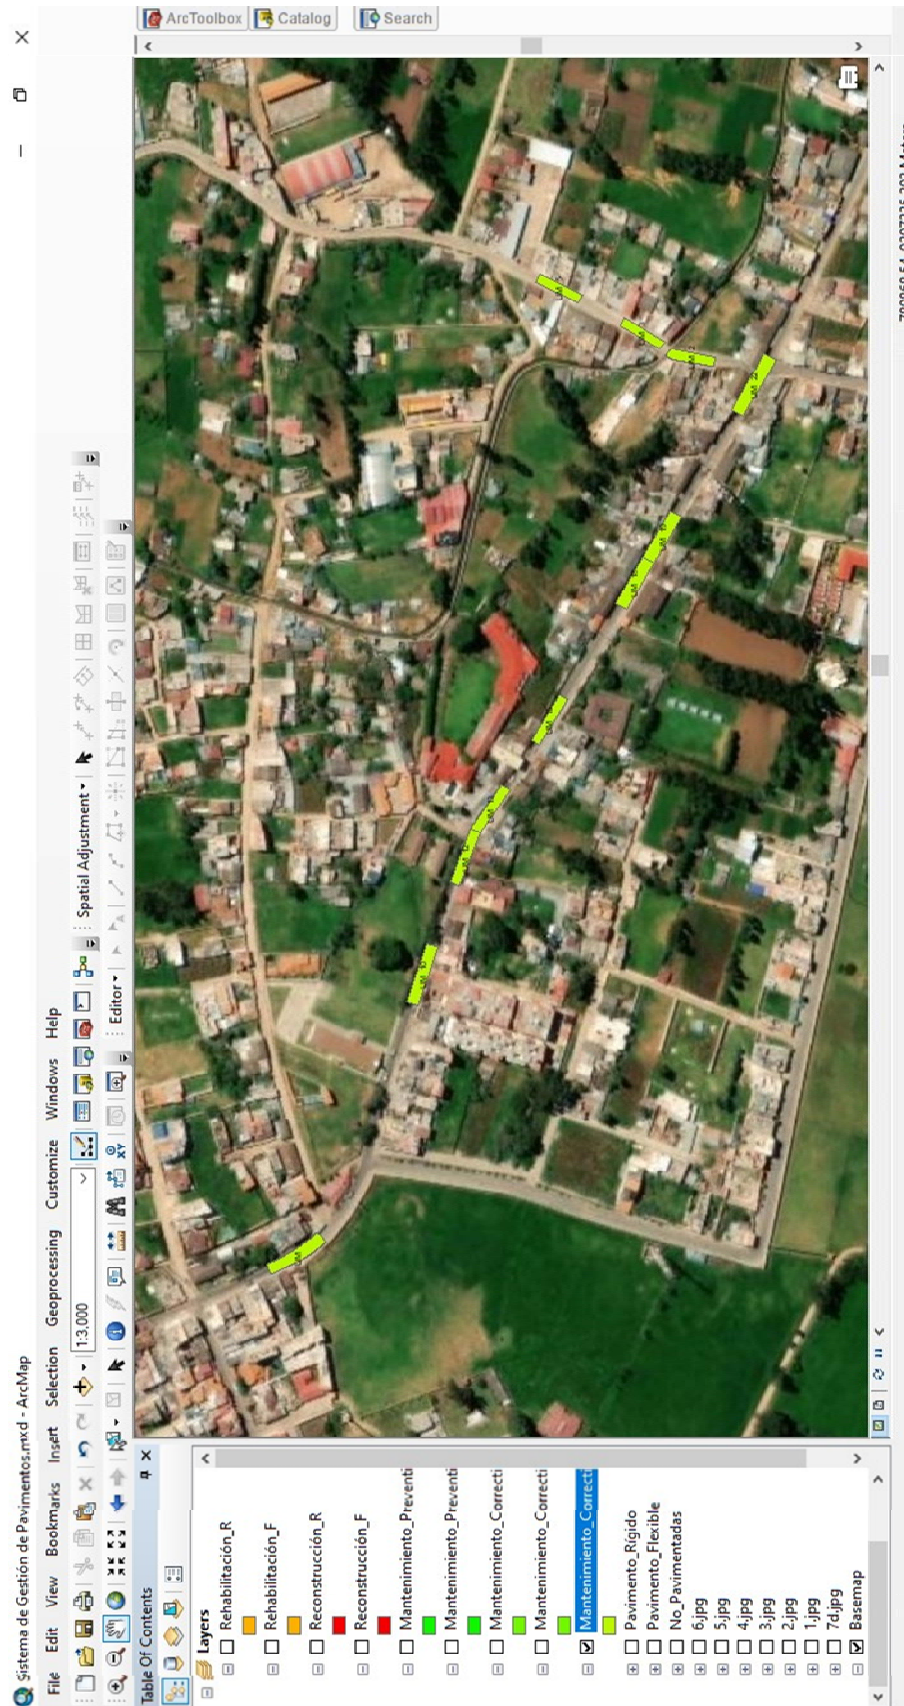 Sistema de Gestión de Pavimentos.mxd - ArcMap
File Edit View Bookmarks Insert Selection Geoprocessing Customize Windows Help
1:3,000
Spatial Adjustment
Editor
Table Of Contents
Layers
Rehabilitación_R
Rehabilitación_F
Reconstrucción_R
Reconstrucción_F
Mantenimiento_Preventi
Mantenimiento_Preventi
Mantenimiento_Correcti
Mantenimiento_Correcti
Mantenimiento_Correcti
Pavimento_Rígido
Pavimento_Flexible
No_Pavimentadas
6.jpg
5.jpg
4.jpg
3.jpg
2.jpg
1.jpg
7d.jpg
Basemap
ArcToolbox
Catalog
Search